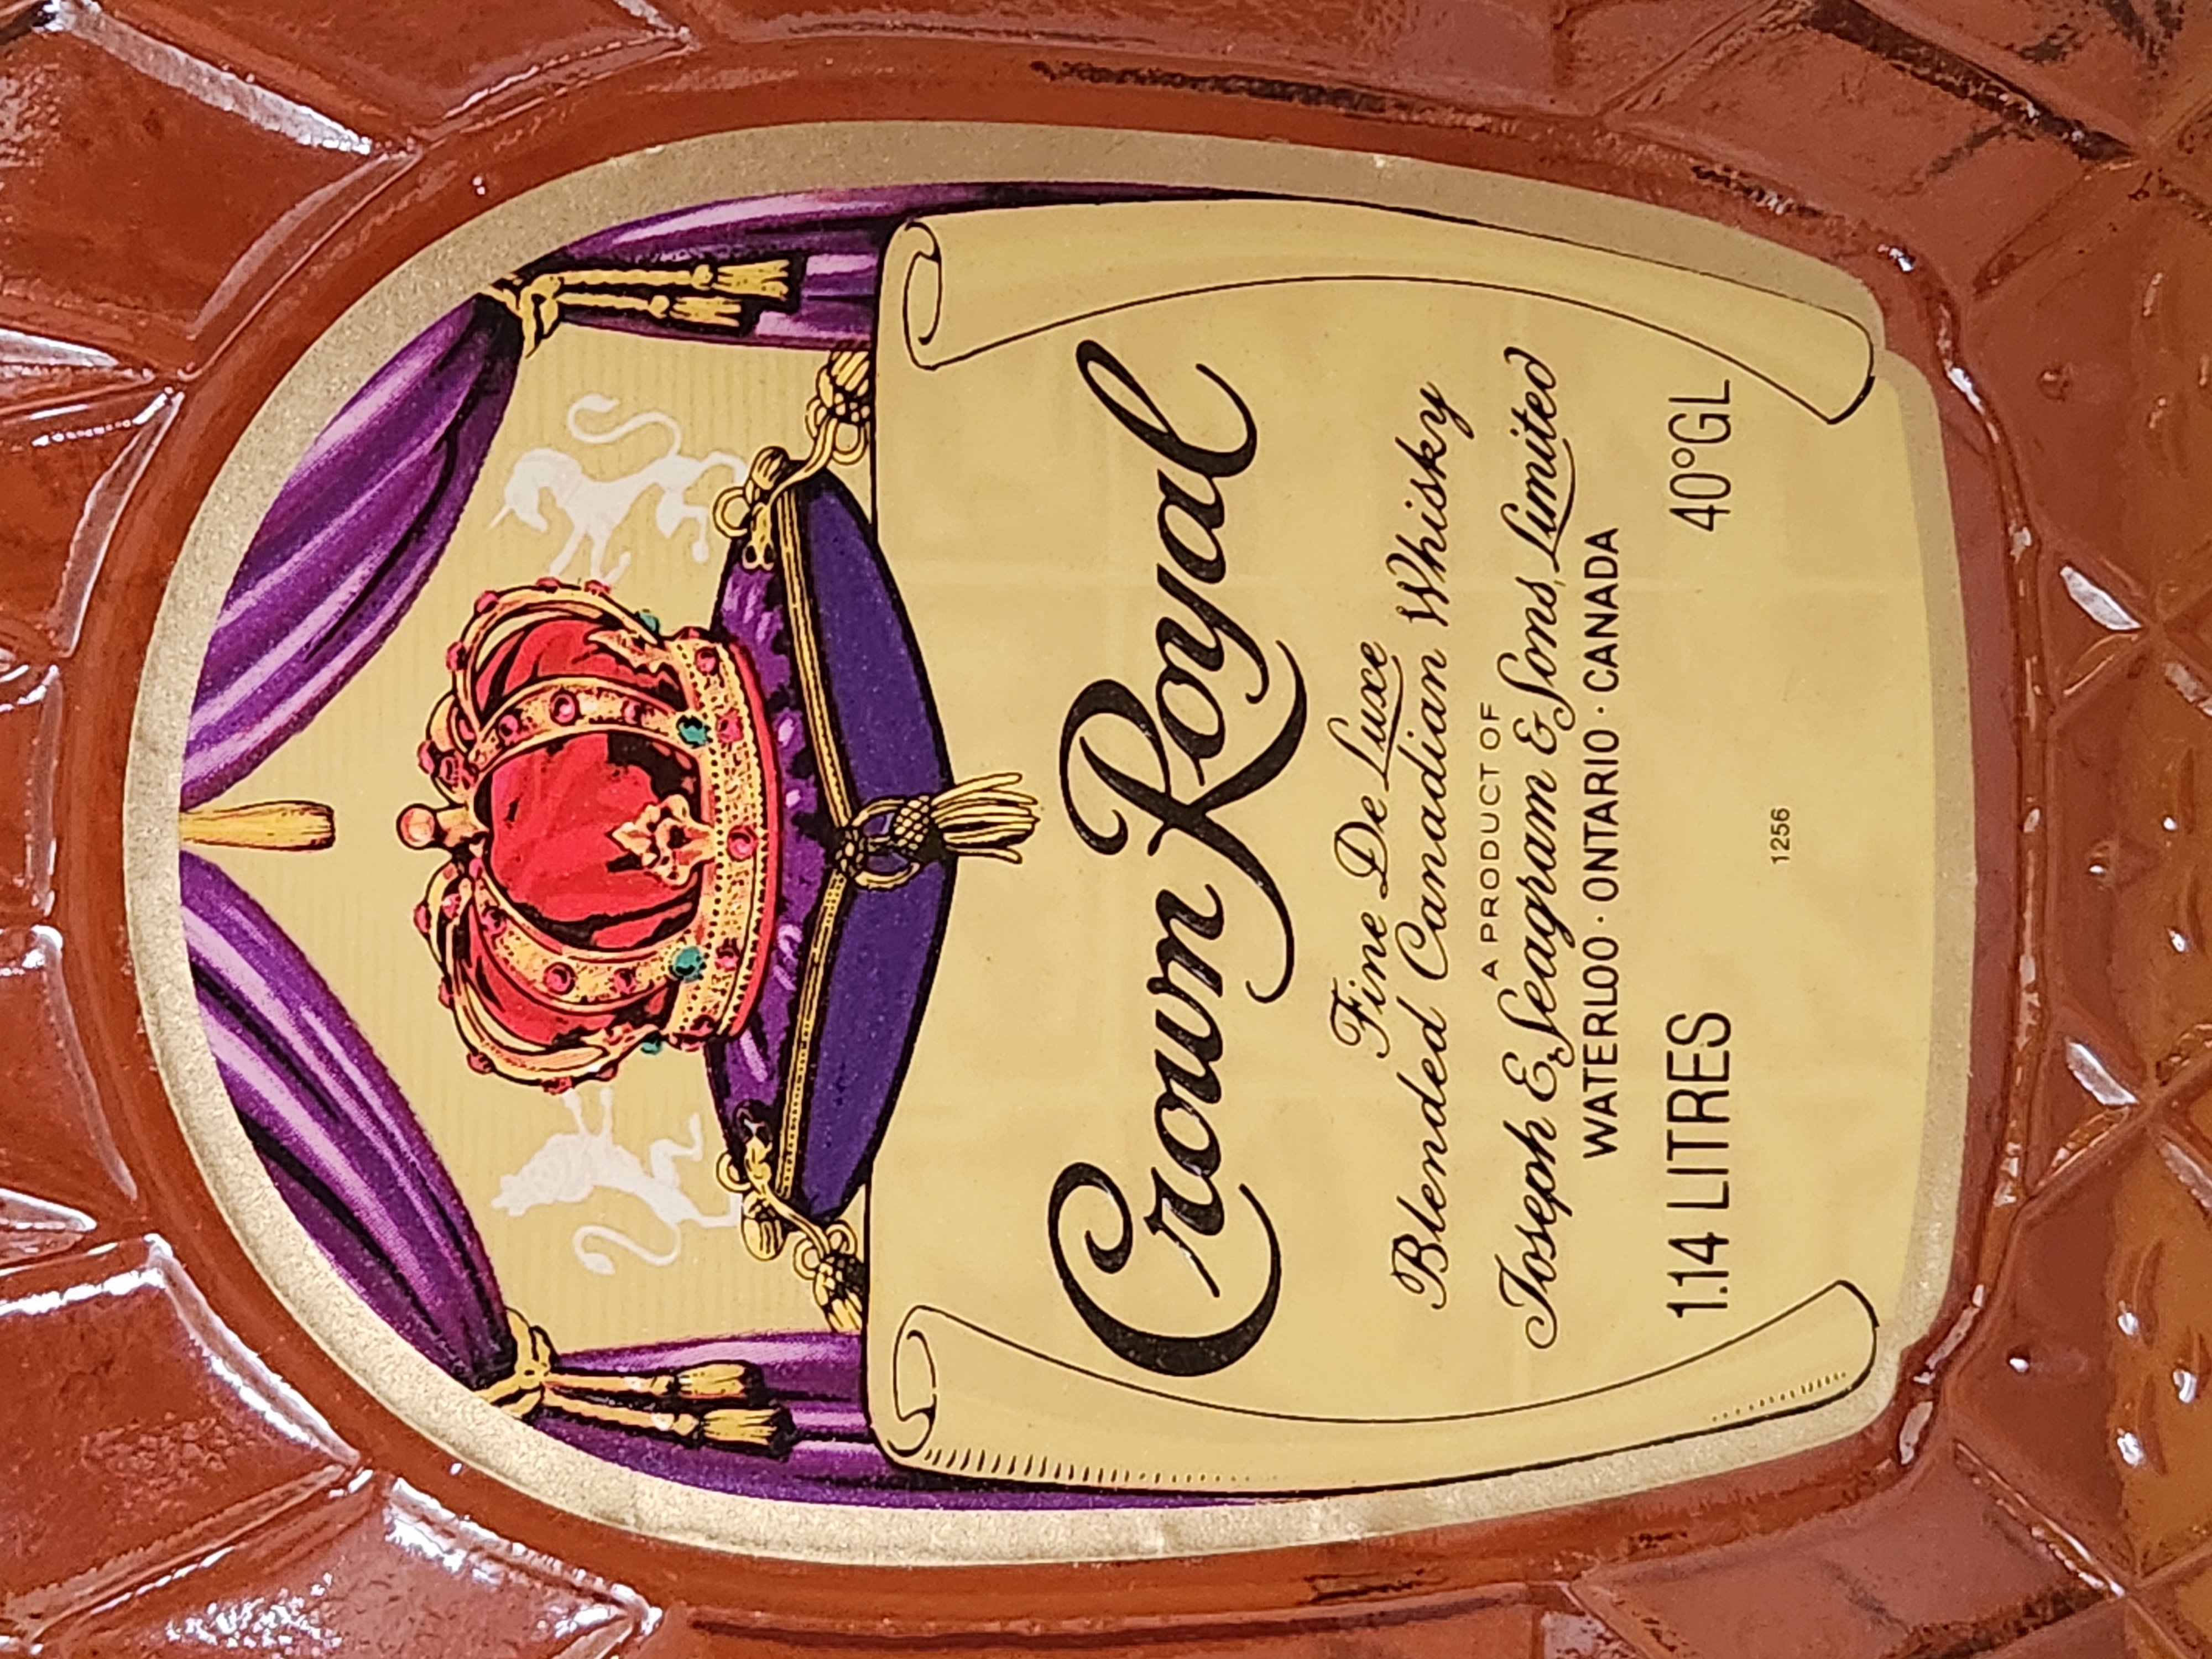 Crown Royal
Fine De Luxe
Blended Canadian Whisky
A PRODUCT OF
Joseph E. Seagram & Sons, Limited
WATERLOO · ONTARIO · CANADA
1.14 LITRES 40°GL
1256